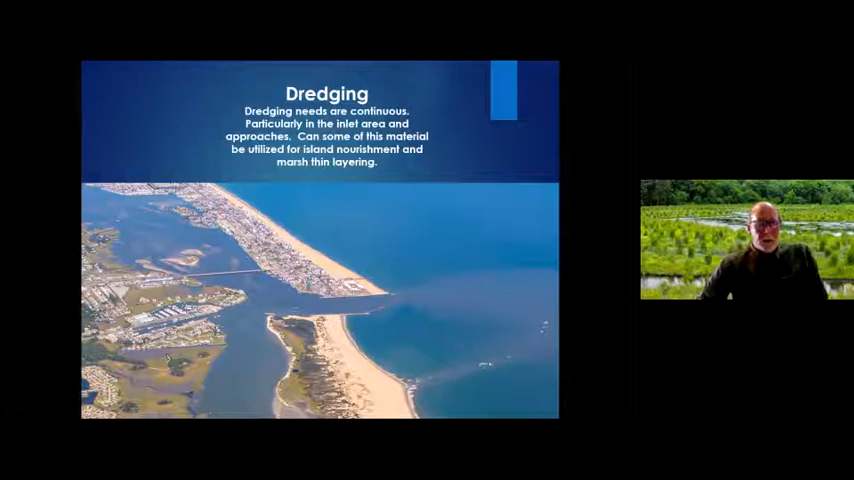 Dredging
Dredging needs are continuous.
Particularly in the inlet area and
approaches. Can some of this material
be utilized for island nourishment and
marsh thin layering.